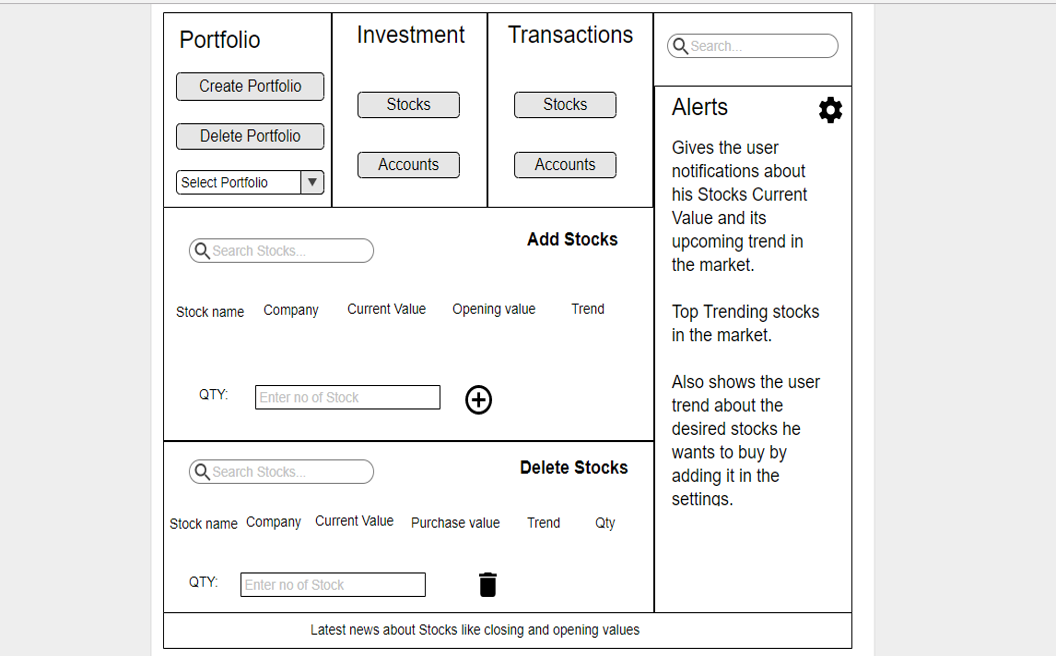 Portfolio
Create Portfolio
Delete Portfolio
Select Portfolio
Investment
Stocks
Accounts
Transactions
Stocks
Accounts
Search...
Alerts
Gives the user
notifications about
his Stocks Current
Value and its
upcoming trend in
the market.
Top Trending stocks
in the market.
Also shows the user
trend about the
desired stocks he
wants to buy by
adding it in the
settings.
Search Stocks...
Add Stocks
Stock name Company Current Value Opening value Trend
QTY: Enter no of Stock
Search Stocks...
Delete Stocks
Stock name Company Current Value Purchase value Trend Qty
QTY: Enter no of Stock
Latest news about Stocks like closing and opening values